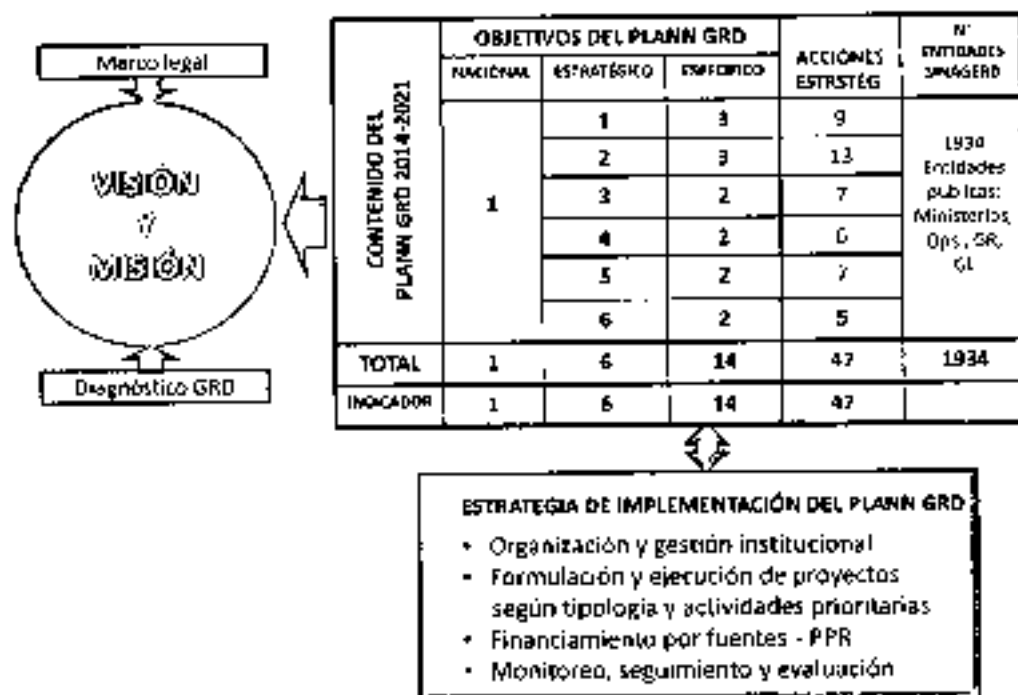 Marco legal
VISIÓN
Y
MISIÓN
Diagnóstico GRD
CONTENIDO DEL
PLANN GRD 2014-2021
OBJETIVOS DEL PLANN GRD
ACCIONES
ESTRSTÉG
N°
ENTIDADES
SINAGERD
NACIONAL ESTRATÉGICO ESPECIFICO
1
1 3 9
2 3 13
3 2 7
4 2 6
5 2 7
6 2 5
1934
Entidades
publicas:
Ministerios,
Ops., GR,
GL
TOTAL 1 6 14 47 1934
INDICADOR 1 6 14 47
ESTRATEGIA DE IMPLEMENTACIÓN DEL PLANN GRD
• Organización y gestión institucional
• Formulación y ejecución de proyectos
según tipología y actividades prioritarias
• Financiamiento por fuentes - PPR
• Monitoreo, seguimiento y evaluación